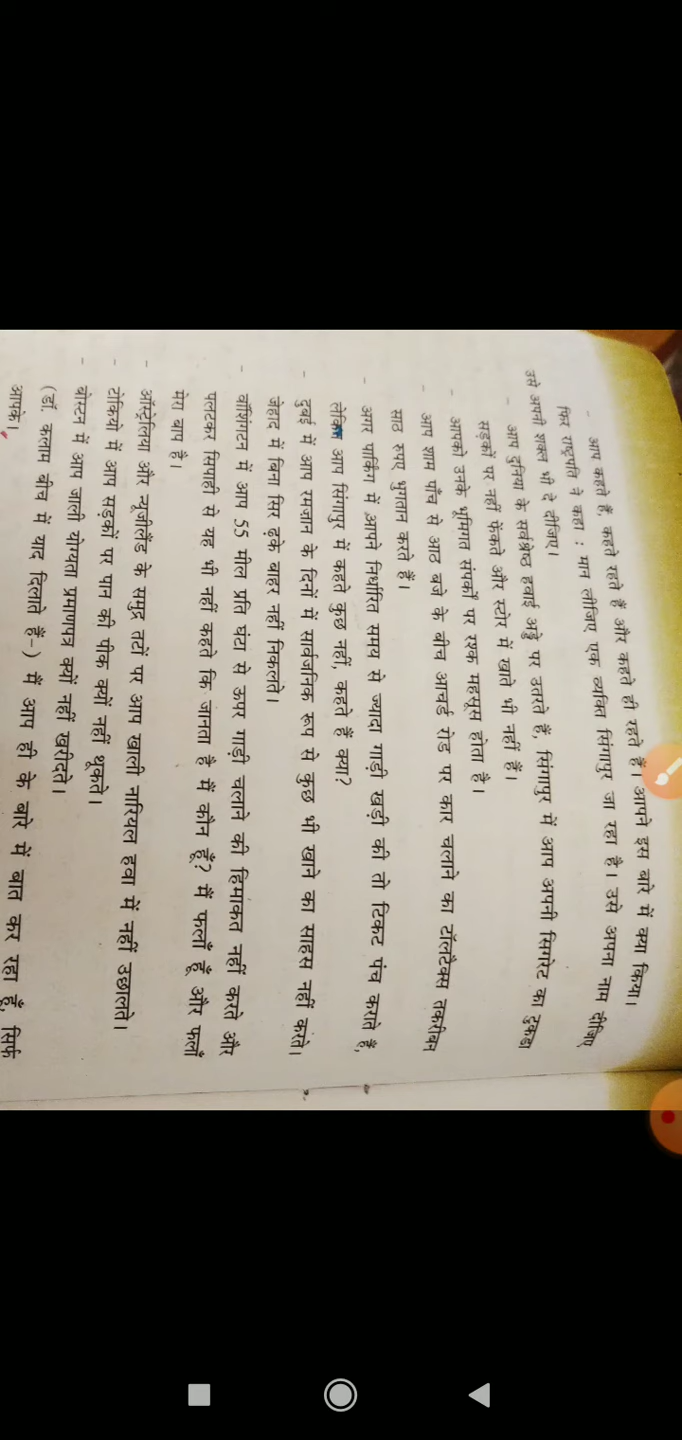 - आप कहते हैं, कहते रहते हैं और कहते ही रहते हैं। आपने इस बारे में क्या किया।
फिर राष्ट्रपति ने कहा : मान लीजिए एक व्यक्ति सिंगापुर जा रहा है। उसे अपना नाम दीजिए
उसे अपनी शक्ल भी दे दीजिए।
- आप दुनिया के सर्वश्रेष्ठ हवाई अड्डे पर उतरते हैं, सिंगापुर में आप अपनी सिगरेट का टुकडा
सड़कों पर नहीं फेंकते और स्टोर में खाते भी नहीं हैं।
- आपको उनके भूमिगत संपर्कों पर रश्क महसूस होता है।
- आप शाम पाँच से आठ बजे के बीच आचर्ड रोड पर कार चलाने का टॉलटैक्स तकरीबन
साठ रुपए भुगतान करते हैं।
- अगर पार्किंग में आपने निर्धारित समय से ज्यादा गाड़ी खड़ी की तो टिकट पंच कराते हैं,
लेकिन आप सिंगापुर में कहते कुछ नहीं, कहते हैं क्या?
- दुबई में आप रमजान के दिनों में सार्वजनिक रूप से कुछ भी खाने का साहस नहीं करते।
जेद्दाह में बिना सिर ढ़के बाहर नहीं निकलते।
- वॉशिंगटन में आप 55 मील प्रति घंटा से ऊपर गाड़ी चलाने की हिमाकत नहीं करते और
पलटकर सिपाही से यह भी नहीं कहते कि जानता है मैं कौन हूँ? मैं फलाँ हूँ और फलाँ
मेरा बाप है।
- ऑस्ट्रेलिया और न्यूजीलैंड के समुद्र तटों पर आप खाली नारियल हवा में नहीं उछालते।
- टोकियो में आप सड़कों पर पान की पीक क्यों नहीं थूकते।
- बोस्टन में आप जाली योग्यता प्रमाणपत्र क्यों नहीं खरीदते।
(डॉ. कलाम बीच में याद दिलाते हैं-) मैं आप ही के बारे में बात कर रहा हूँ, सिर्फ
आपके।